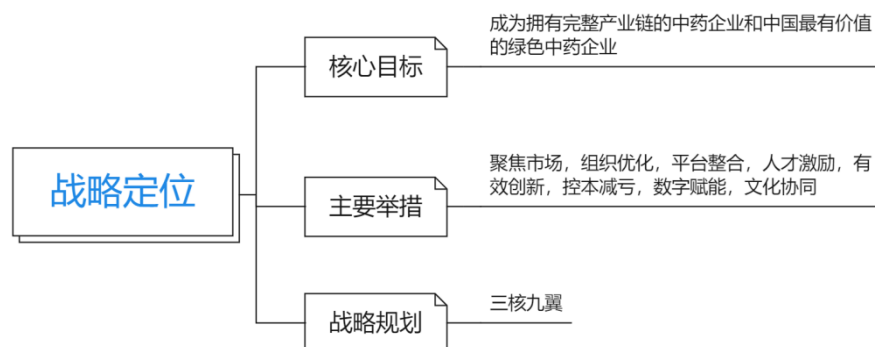 成为拥有完整产业链的中药企业和中国最有价值
的绿色中药企业
核心目标
战略定位
聚焦市场，组织优化，平台整合，人才激励，有
效创新，控本减亏，数字赋能，文化协同
主要举措
三核九翼
战略规划